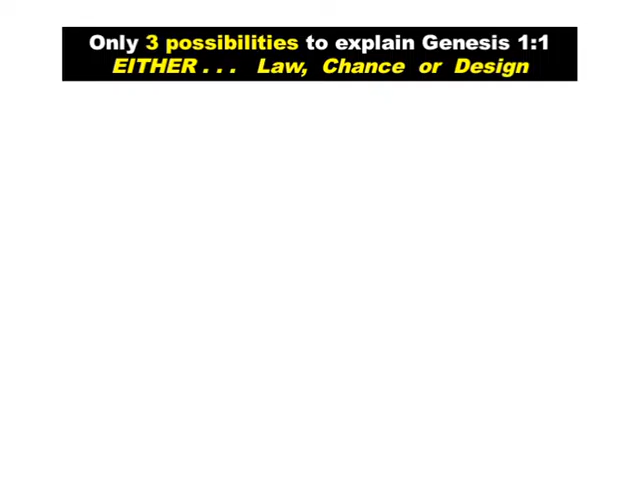 Only 3 possibilities to explain Genesis 1:1
EITHER . . . Law, Chance or Design